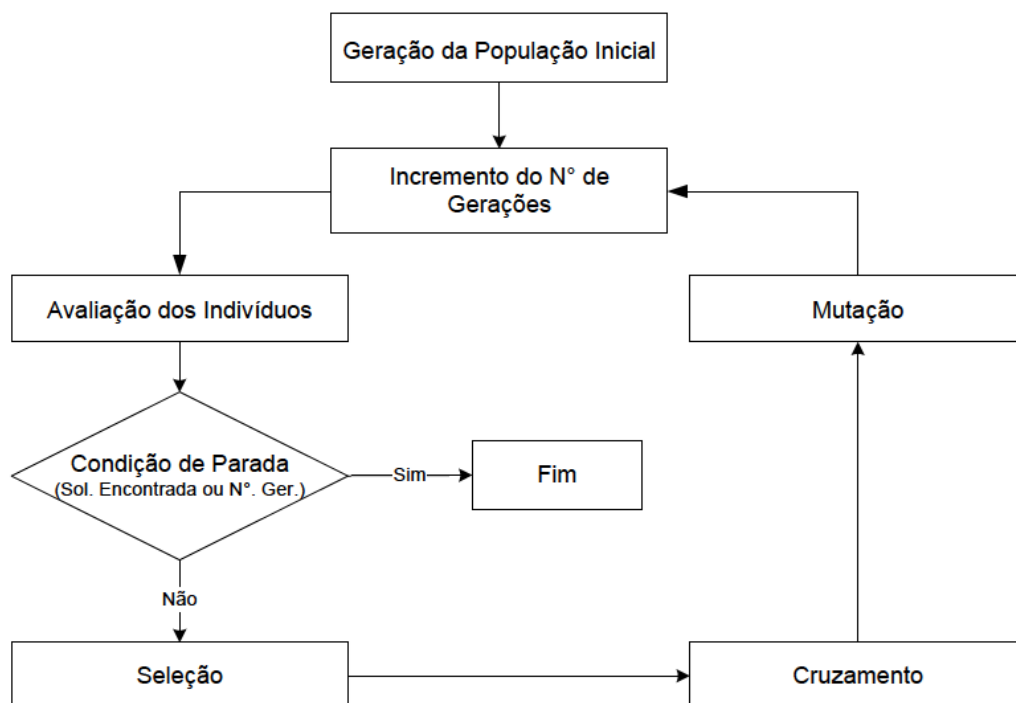 Geração da População Inicial
Incremento do N° de
Gerações
Avaliação dos Indivíduos
Mutação
Condição de Parada
(Sol. Encontrada ou N°. Ger.)
Sim
Fim
Não
Seleção
Cruzamento